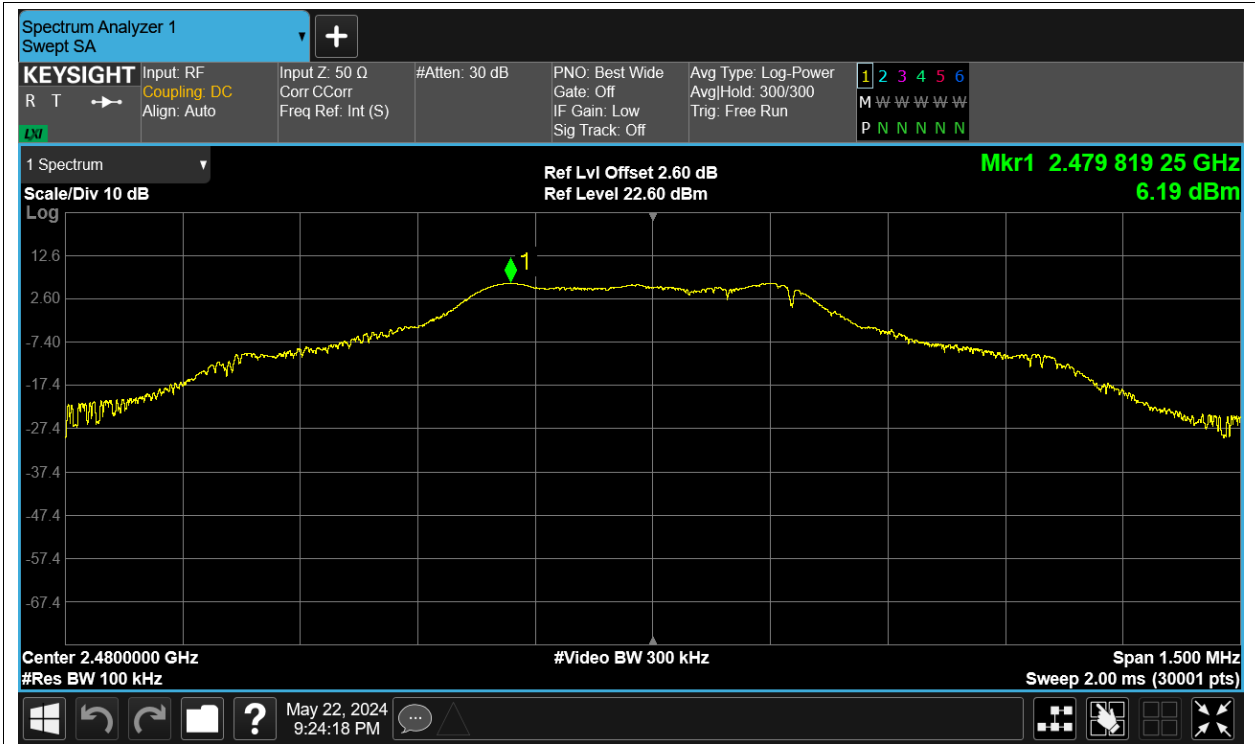 Spectrum Analyzer 1
Swept SA
+
KEYSIGHT
R T
LXI
Input: RF
Coupling: DC
Align: Auto
Input Z: 50 Ω
Corr CCorr
Freq Ref: Int (S)
#Atten: 30 dB
PNO: Best Wide
Gate: Off
IF Gain: Low
Sig Track: Off
Avg Type: Log-Power
Avg|Hold: 300/300
Trig: Free Run
1 2 3 4 5 6
M W W W W W
P N N N N N
1 Spectrum
Scale/Div 10 dB
Log
Ref Lvl Offset 2.60 dB
Ref Level 22.60 dBm
Mkr1 2.479 819 25 GHz
6.19 dBm
12.6
1
2.60
-7.40
-17.4
-27.4
-37.4
-47.4
-57.4
-67.4
Center 2.4800000 GHz
#Res BW 100 kHz
#Video BW 300 kHz
Span 1.500 MHz
Sweep 2.00 ms (30001 pts)
?
May 22, 2024
9:24:18 PM